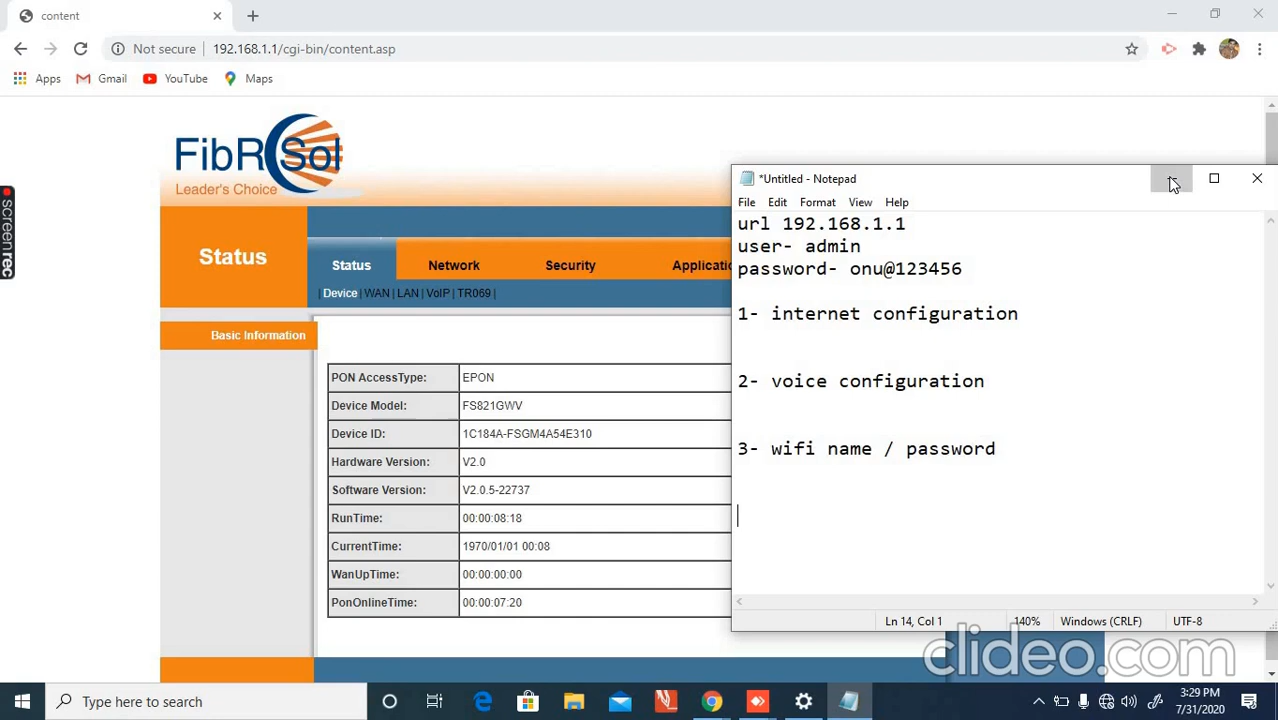 content
Not secure
192.168.1.1/cgi-bin/content.asp
Apps Gmail YouTube Maps
FibRSol
Leader's Choice
Status
Status Network Security Applicatio
| Device | WAN | LAN | VoIP | TR069 |
Basic Information
PON AccessType: EPON
Device Model: FS821GWV
Device ID: 1C184A-FSGM4A54E310
Hardware Version: V2.0
Software Version: V2.0.5-22737
RunTime: 00:00:08:18
CurrentTime: 1970/01/01 00:08
WanUpTime: 00:00:00:00
PonOnlineTime: 00:00:07:20
*Untitled - Notepad
File Edit Format View Help
url 192.168.1.1
user- admin
password- onu@123456
1- internet configuration
2- voice configuration
3- wifi name / password
Ln 14, Col 1 140% Windows (CRLF) UTF-8
screenrec
clideo.com
Type here to search
3:29 PM
7/31/2020